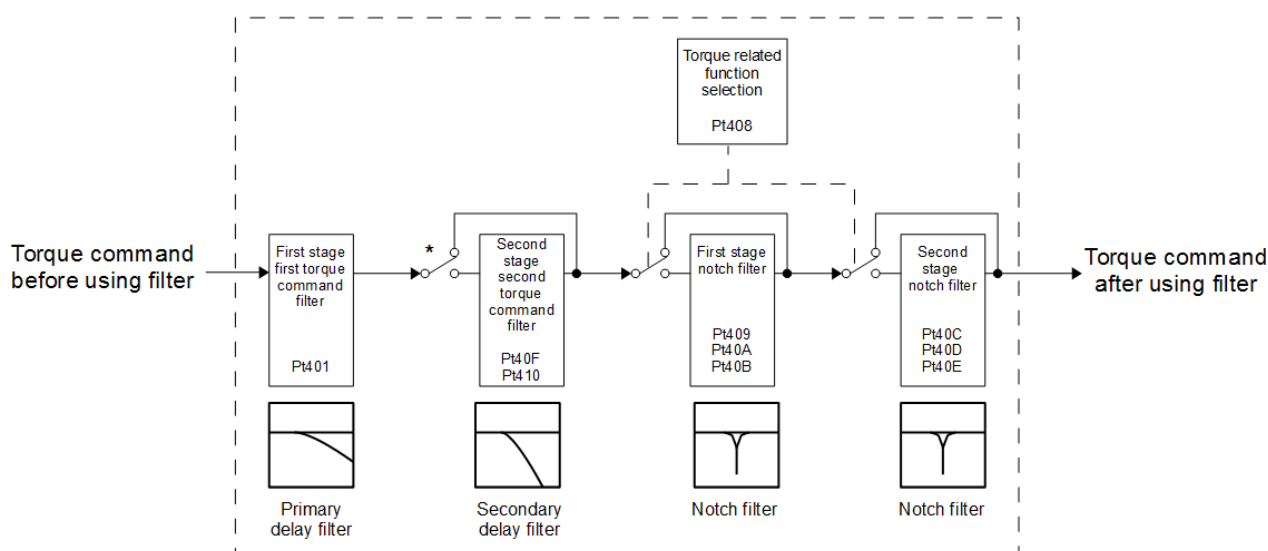 Torque related
function
selection
Pt408
Torque command
before using filter
First stage
first torque
command
filter
Pt401
*
Second
stage
second
torque
command
filter
Pt40F
Pt410
First stage
notch filter
Pt409
Pt40A
Pt40B
Second
stage
notch filter
Pt40C
Pt40D
Pt40E
Torque command
after using filter
Primary
delay filter
Secondary
delay filter
Notch filter
Notch filter